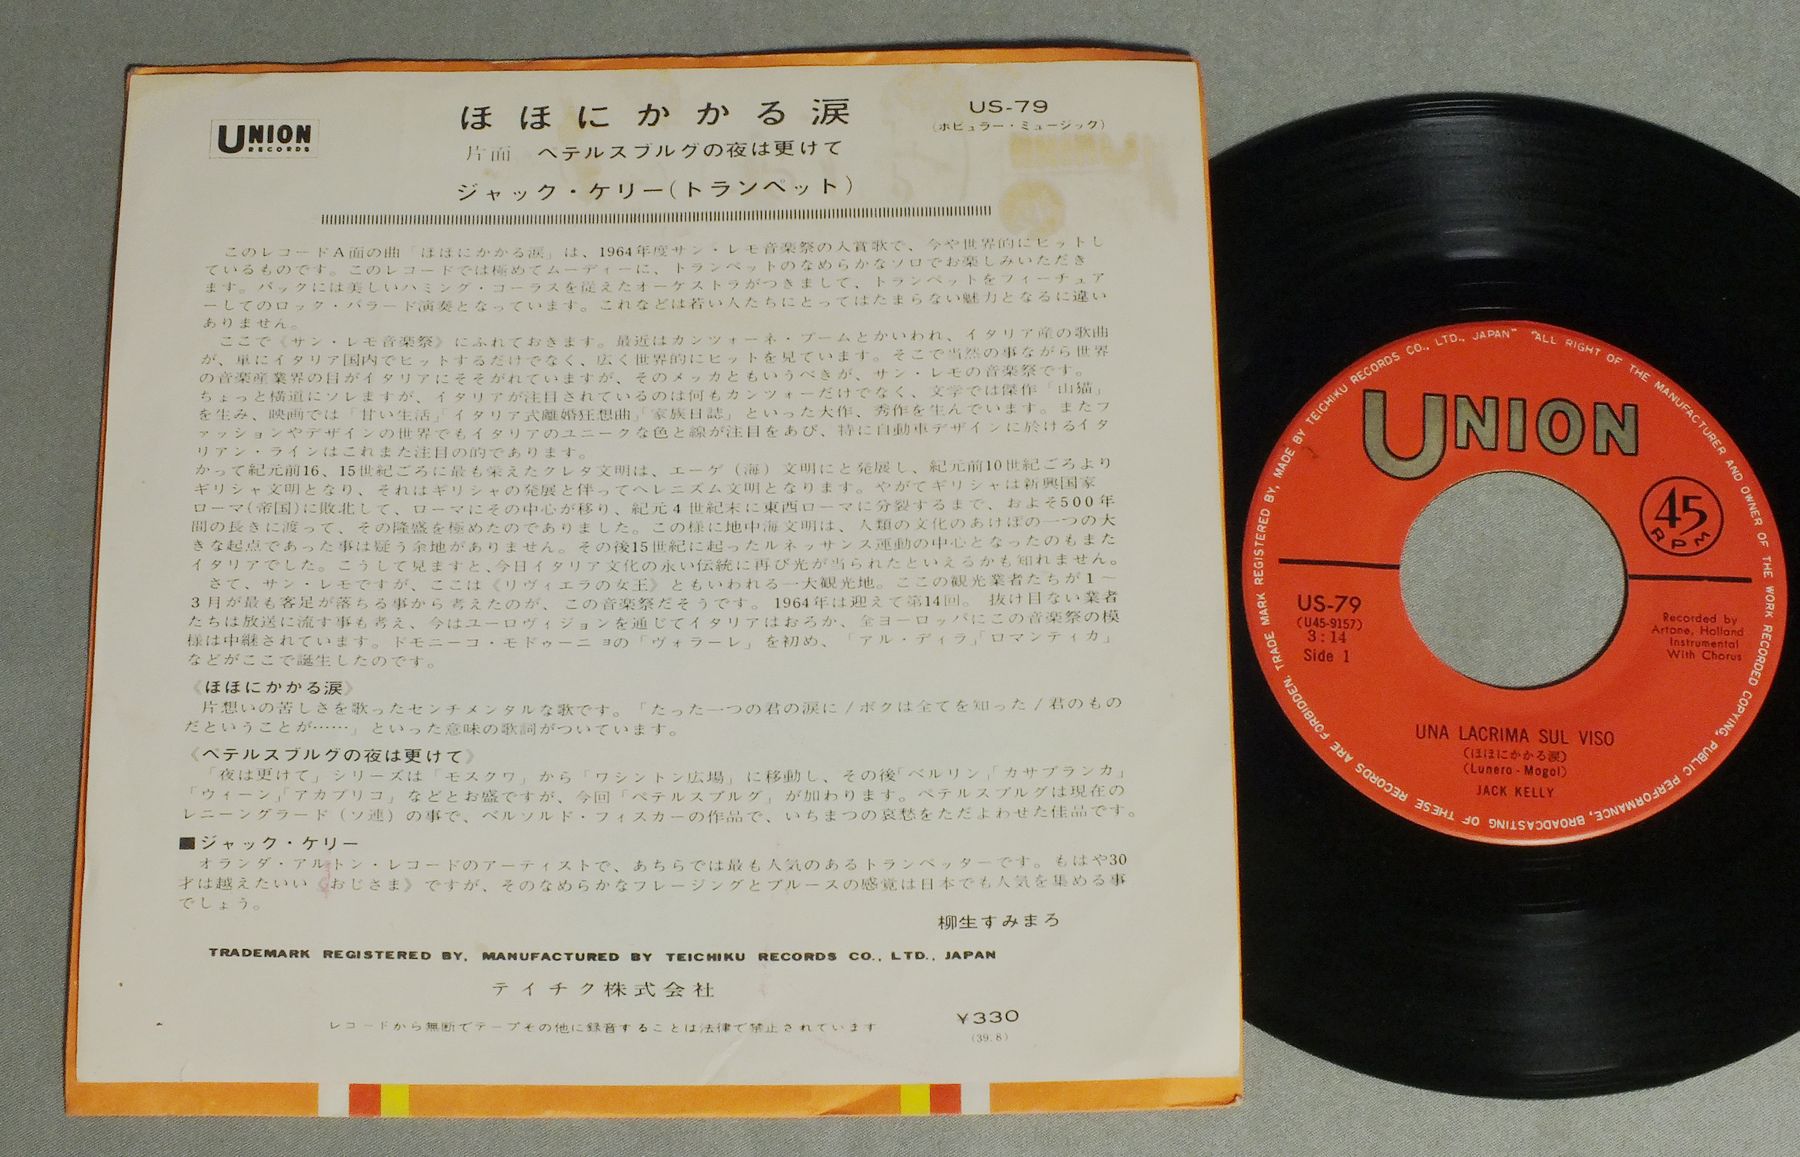 UNION
RECORDS
ほほにかかる涙
片面 ペテルスブルグの夜は更けて
ジャック・ケリー(トランペット)
US-79
(ポピュラー・ミュージック)
このレコードA面の曲「ほほにかかる涙」は、1964年度サン・レモ音楽祭の入賞歌で、今や世界的にヒットし
ているものです。このレコードでは極めてムーディーに、トランペットのなめらかなソロでお楽しみいただき
ます。バックには美しいハミング・コーラスを従えたオーケストラがつきまして、トランペットをフィーチュア
ーしてのロック・バラード演奏となっています。これなどは若い人たちにとってはたまらない魅力となるに違い
ありません。
ここで《サン・レモ音楽祭》にふれておきます。最近はカンツォーネ・ブームとかいわれ、イタリア産の歌曲
が、単にイタリア国内でヒットするだけでなく、広く世界的にヒットを見ています。そこで当然の事ながら世界
の音楽産業界の目がイタリアにそそがれていますが、そのメッカともいうべきが、サン・レモの音楽祭です。
ちょっと横道にソレますが、イタリアが注目されているのは何もカンツォーだけでなく、文学では傑作「山猫」
を生み、映画では「甘い生活」「イタリア式離婚狂想曲」「家族日誌」といった大作、秀作を生んでいます。またフ
ァッションやデザインの世界でもイタリアのユニークな色と線が注目をあび、特に自動車デザインに於けるイタ
リアン・ラインはこれまた注目の的であります。
かって紀元前16、15世紀ごろに最も栄えたクレタ文明は、エーゲ(海)文明にと発展し、紀元前10世紀ごろより
ギリシャ文明となり、それはギリシャの発展と伴ってヘレニズム文明となります。やがてギリシャは新興国家
ローマ(帝国)に敗北して、ローマにその中心が移り、紀元4世紀末に東西ローマに分裂するまで、およそ500年
間の長きに渡って、その隆盛を極めたのでありました。この様に地中海文明は、人類の文化のあけぼの一つの大
きな起点であった事は疑う余地がありません。その後15世紀に起ったルネッサンス運動の中心となったのもまた
イタリアでした。こうして見ますと、今日イタリア文化の永い伝統に再び光が当られたといえるかも知れません。
さて、サン・レモですが、ここは《リヴィエラの女王》ともいわれる一大観光地。ここの観光業者たちが1〜
3月が最も客足が落ちる事から考えたのが、この音楽祭だそうです。1964年は迎えて第14回。抜け目ない業者
たちは放送に流す事も考え、今はユーロヴィジョンを通じてイタリアはおろか、全ヨーロッパにこの音楽祭の模
様は中継されています。ドモニーコ・モドゥーニョの「ヴォラーレ」を初め、「アル・ディラ」「ロマンティカ」
などがここで誕生したのです。
《ほほにかかる涙》
片想いの苦しさを歌ったセンチメンタルな歌です。「たった一つの君の涙に/ボクは全てを知った/君のもの
だということが……」といった意味の歌詞がついています。
《ペテルスブルグの夜は更けて》
「夜は更けて」シリーズは「モスクワ」から「ワシントン広場」に移動し、その後「ベルリン」「カサブランカ」
「ウィーン」「アカプリコ」などとお盛ですが、今回「ペテルスブルグ」が加わります。ペテルスブルグは現在の
レニーングラード(ソ連)の事で、ベルソルド・フィスカーの作品で、いちまつの哀愁をただよわせた佳品です。
■ジャック・ケリー
オランダ・アルトン・レコードのアーティストで、あちらでは最も人気のあるトランペッターです。もはや30
才は越えたいい《おじさま》ですが、そのなめらかなフレージングとブルースの感覚は日本でも人気を集める事
でしょう。
柳生すみまろ
TRADEMARK REGISTERED BY, MANUFACTURED BY TEICHIKU RECORDS CO., LTD., JAPAN
テイチク株式会社
レコードから無断でテープその他に録音することは法律で禁止されています
¥330
(39.8)
TRADE MARK REGISTERED BY, MADE BY TEICHIKU RECORDS CO., LTD., JAPAN" "ALL RIGHT OF THE MANUFACTURER AND OWNER OF THE WORK RECORDED COPYING, PUBLIC PERFORMANCE, BROADCASTING OF THESE RECORDS ARE FORBIDDEN.
UNION
45
RPM
US-79
(U45-9157)
3:14
Side 1
Recorded by
Artone, Holland
Instrumental
With Chorus
UNA LACRIMA SUL VISO
(ほほにかかる涙)
(Lunero-Mogol)
JACK KELLY